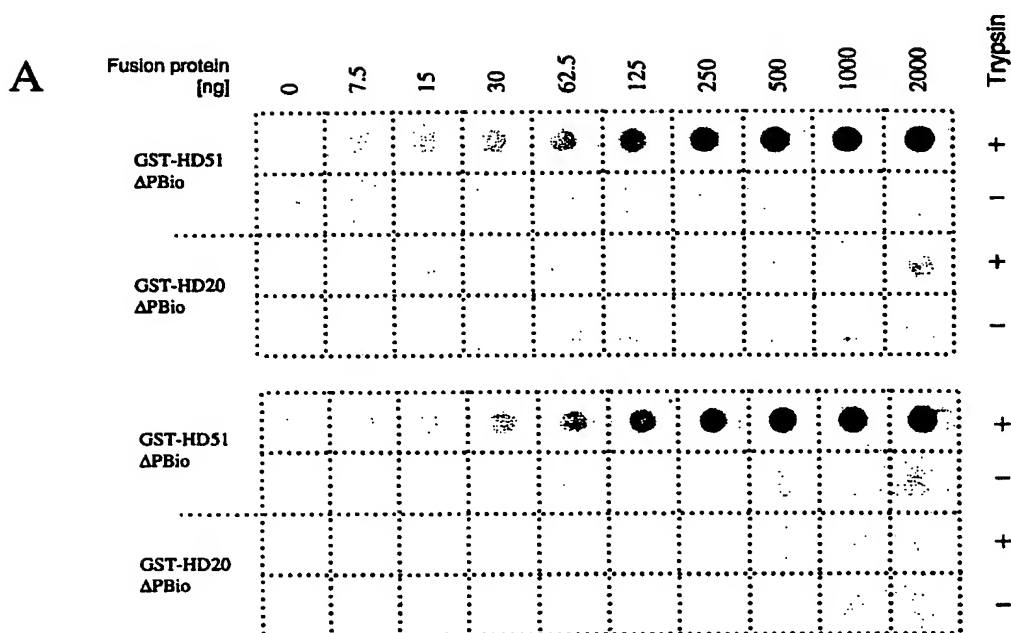 A
Fusion protein
[ng]
0 7.5 15 30 62.5 125 250 500 1000 2000
Trypsin
GST-HD51
ΔPBio
+
−
GST-HD20
ΔPBio
+
−
GST-HD51
ΔPBio
+
−
GST-HD20
ΔPBio
+
−